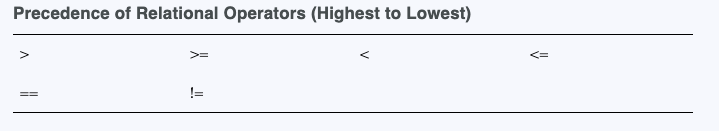 Precedence of Relational Operators (Highest to Lowest)
> >= < <=
== !=